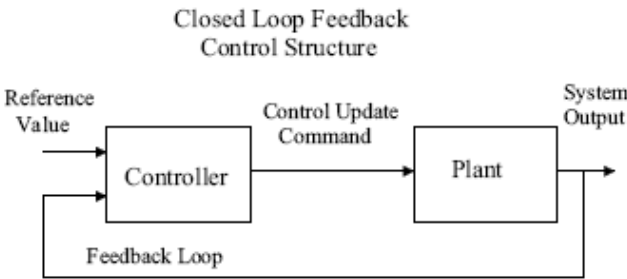 Closed Loop Feedback
Control Structure
Reference
Value
Control Update
Command
System
Output
Controller
Plant
Feedback Loop